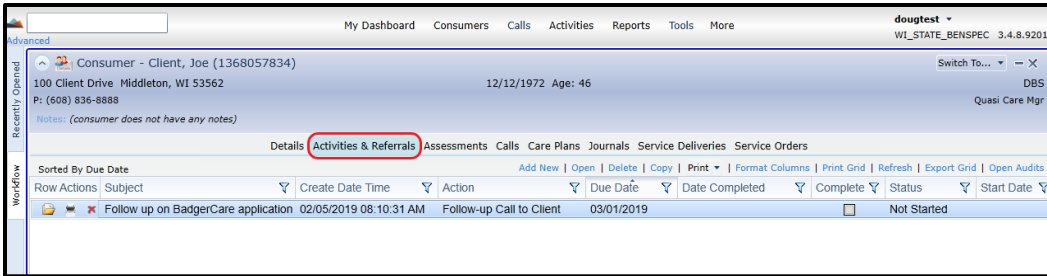 My Dashboard Consumers Calls Activities Reports Tools More dougtest
Advanced WI_STATE_BENSPEC 3.4.8.9201
Recently Opened
Workflow
Consumer - Client, Joe (1368057834) Switch To...
100 Client Drive Middleton, WI 53562 12/12/1972 Age: 46 DBS
P: (608) 836-8888 Quasi Care Mgr
Notes: (consumer does not have any notes)
Details Activities & Referrals Assessments Calls Care Plans Journals Service Deliveries Service Orders
Sorted By Due Date Add New | Open | Delete | Copy | Print | Format Columns | Print Grid | Refresh | Export Grid | Open Audits
Row Actions Subject Create Date Time Action Due Date Date Completed Complete Status Start Date
Follow up on BadgerCare application 02/05/2019 08:10:31 AM Follow-up Call to Client 03/01/2019 Not Started